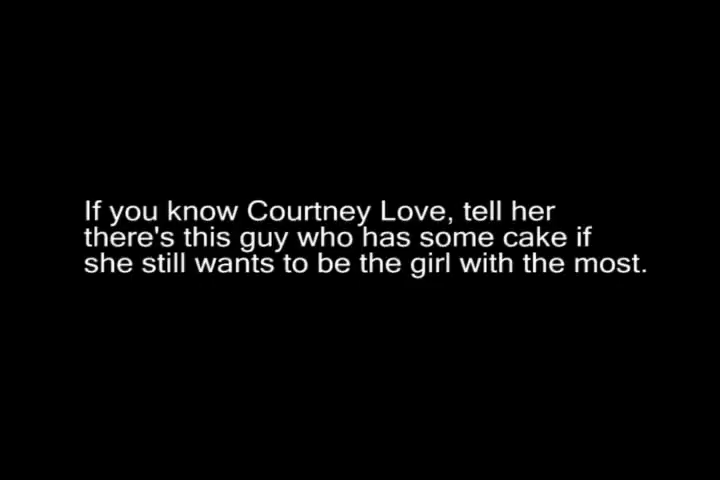 If you know Courtney Love, tell her
there's this guy who has some cake if
she still wants to be the girl with the most.